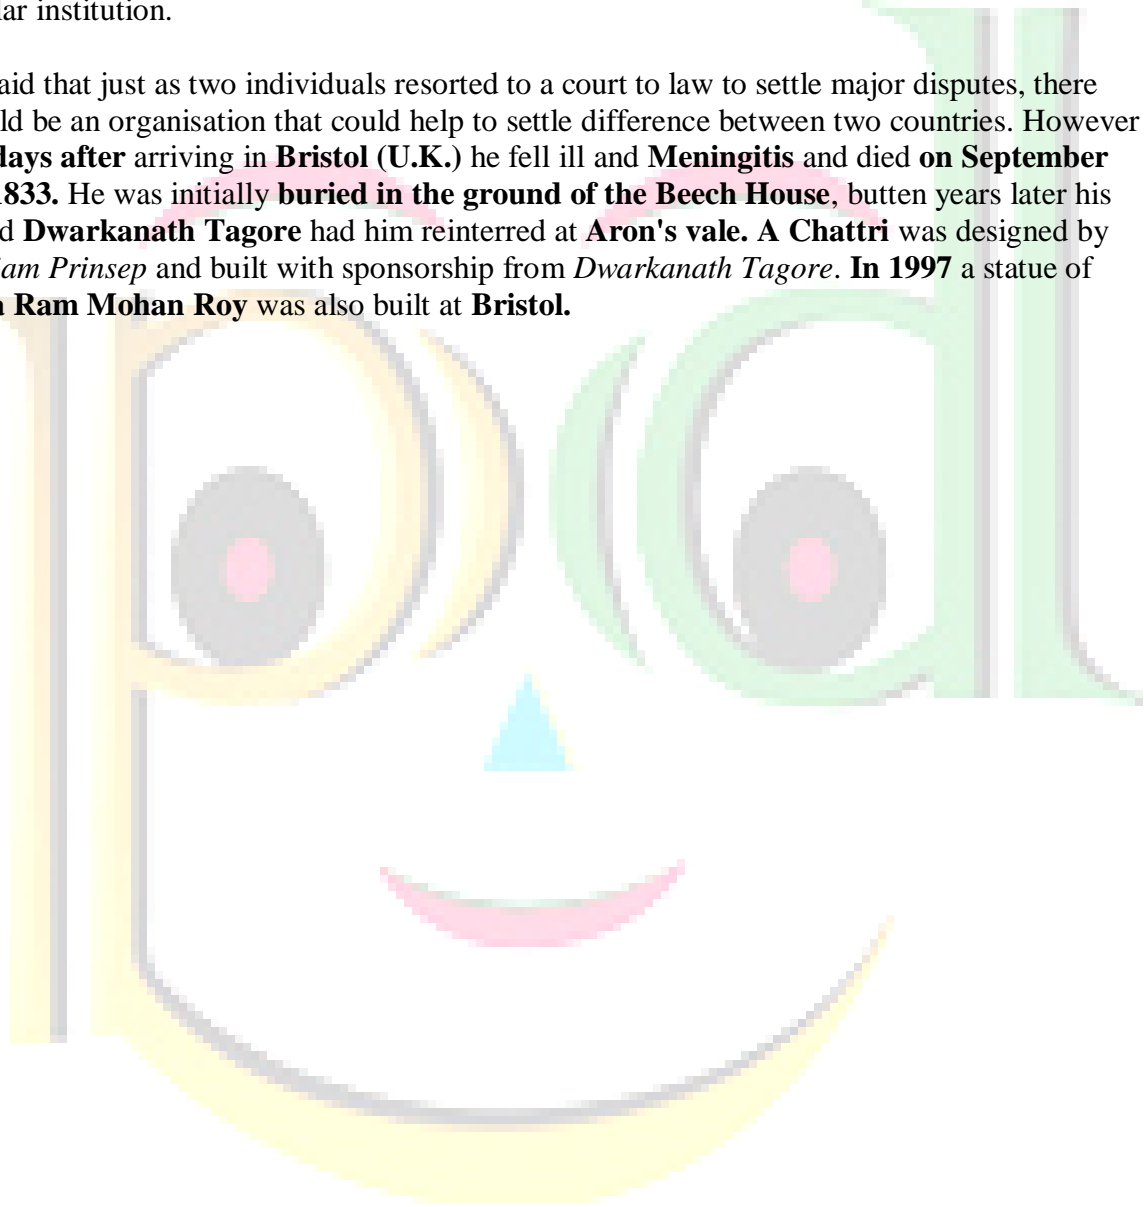 lar institution.
aid that just as two individuals resorted to a court to law to settle major disputes, there
ld be an organisation that could help to settle difference between two countries. However
days after arriving in Bristol (U.K.) he fell ill and Meningitis and died on September
1833. He was initially buried in the ground of the Beech House, butten years later his
d Dwarkanath Tagore had him reinterred at Aron's vale. A Chattri was designed by
iam Prinsep and built with sponsorship from Dwarkanath Tagore. In 1997 a statue of
a Ram Mohan Roy was also built at Bristol.